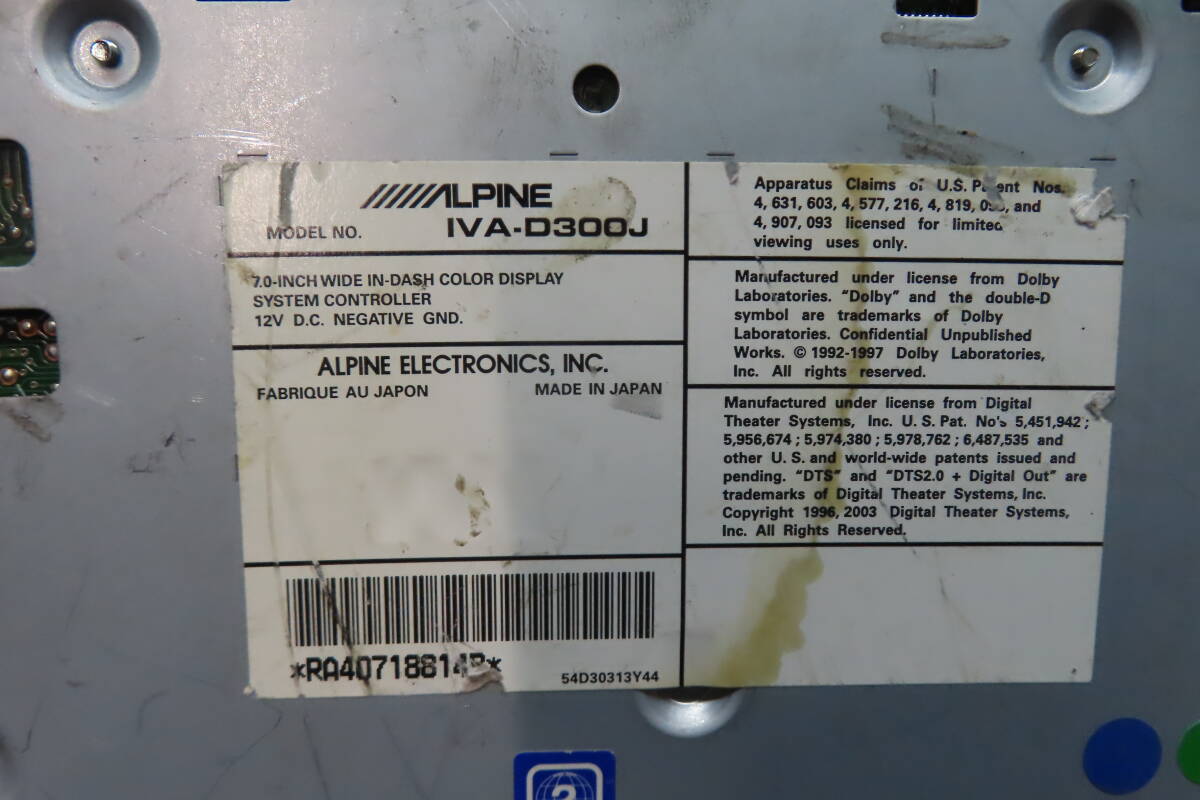 ALPINE
MODEL NO. IVA-D300J
7.0-INCH WIDE IN-DASH COLOR DISPLAY
SYSTEM CONTROLLER
12V D.C. NEGATIVE GND.
ALPINE ELECTRONICS, INC.
FABRIQUE AU JAPON MADE IN JAPAN
54D30313Y44
Apparatus Claims of U.S. Nos.
4, 631, 603, 4, 577, 216, 4, 819, and
4, 907, 093 licensed for limited
viewing uses only.
Manufactured under license from Dolby
Laboratories. "Dolby" and the double-D
symbol are trademarks of Dolby
Laboratories. Confidential Unpublished
Works. © 1992-1997 Dolby Laboratories,
Inc. All rights reserved.
Manufactured under license from Digital
Theater Systems, Inc. U. S. Pat. No's 5,451,942 ;
5,956,674 ; 5,974,380 ; 5,978,762 ; 6,487,535 and
other U. S. and world-wide patents issued and
pending. "DTS" and "DTS2.0 + Digital Out" are
trademarks of Digital Theater Systems, Inc.
Copyright 1996, 2003 Digital Theater Systems,
Inc. All Rights Reserved.